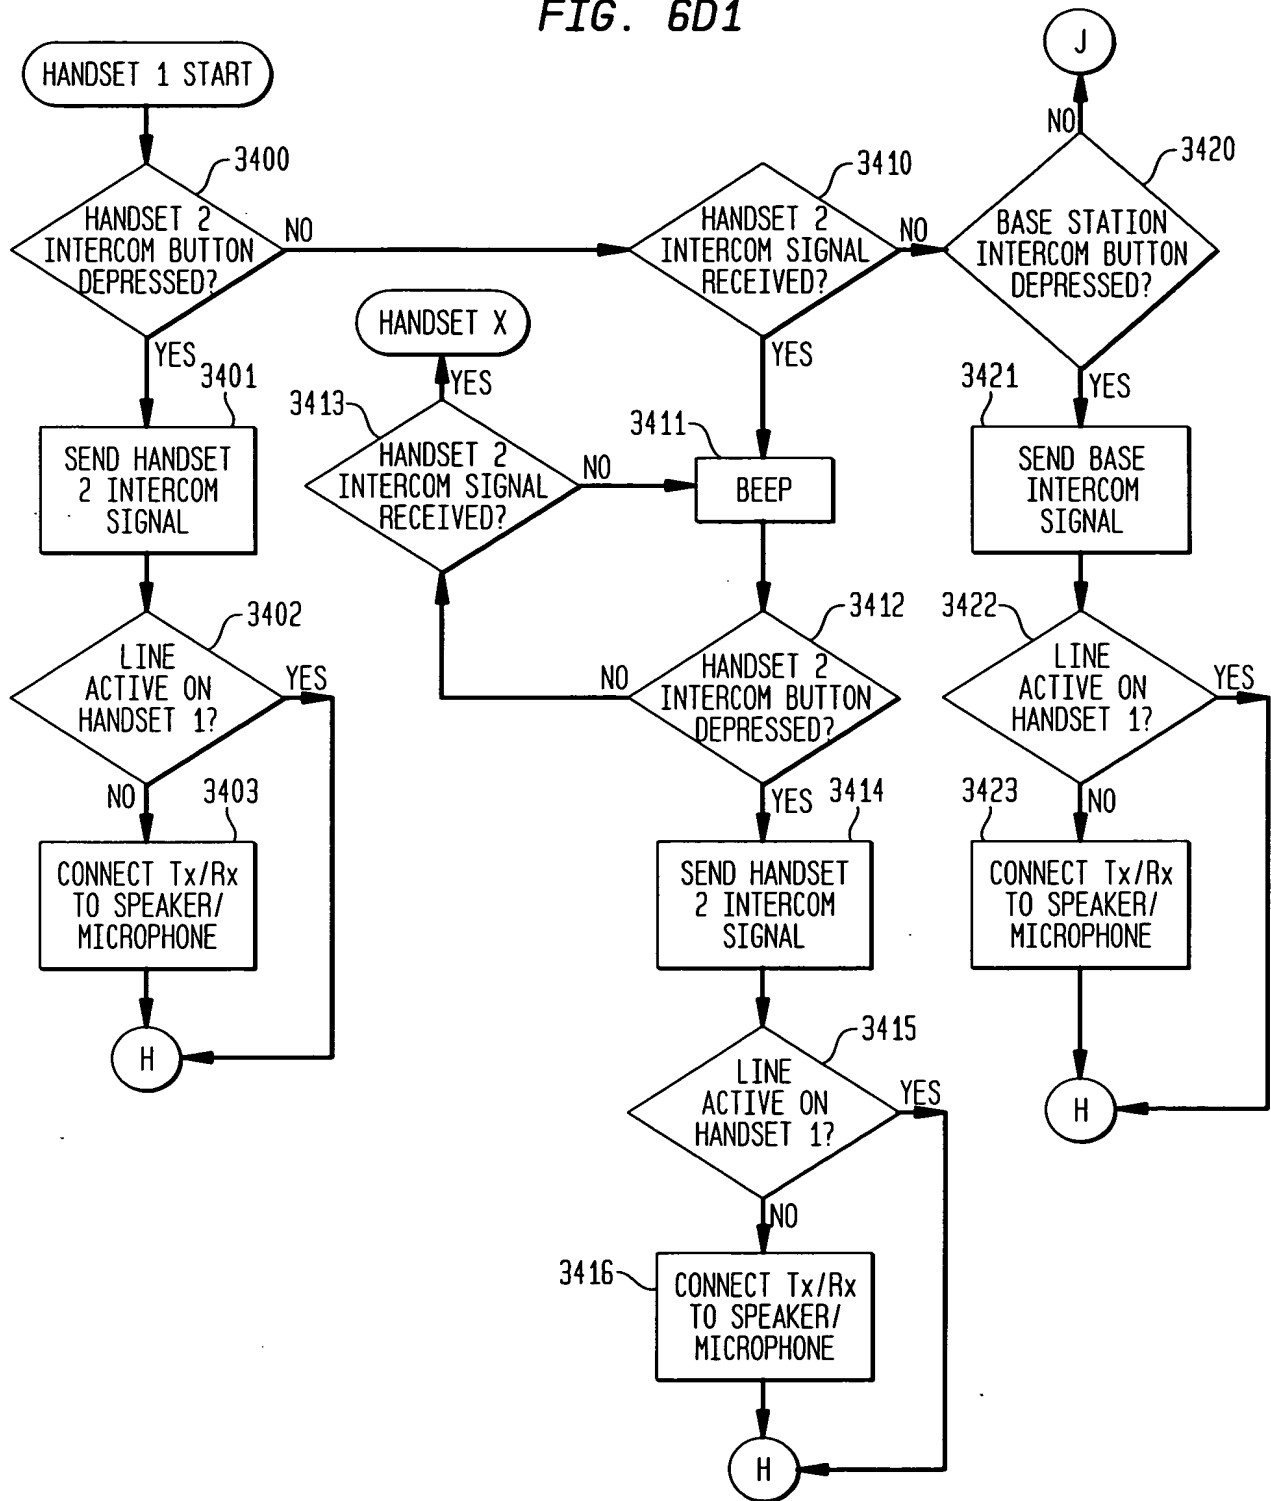 FIG. 6D1
HANDSET 1 START
J
NO
3400
HANDSET 2
INTERCOM BUTTON
DEPRESSED?
NO
YES
3410
HANDSET 2
INTERCOM SIGNAL
RECEIVED?
NO
YES
3420
BASE STATION
INTERCOM BUTTON
DEPRESSED?
YES
HANDSET X
YES
3413
HANDSET 2
INTERCOM SIGNAL
RECEIVED?
NO
3401
SEND HANDSET
2 INTERCOM
SIGNAL
3411
BEEP
3421
SEND BASE
INTERCOM
SIGNAL
3402
LINE
ACTIVE ON
HANDSET 1?
YES
NO
3412
HANDSET 2
INTERCOM BUTTON
DEPRESSED?
NO
YES
3422
LINE
ACTIVE ON
HANDSET 1?
YES
NO
3403
CONNECT Tx/Rx
TO SPEAKER/
MICROPHONE
H
3414
SEND HANDSET
2 INTERCOM
SIGNAL
3423
CONNECT Tx/Rx
TO SPEAKER/
MICROPHONE
H
3415
LINE
ACTIVE ON
HANDSET 1?
YES
NO
3416
CONNECT Tx/Rx
TO SPEAKER/
MICROPHONE
H